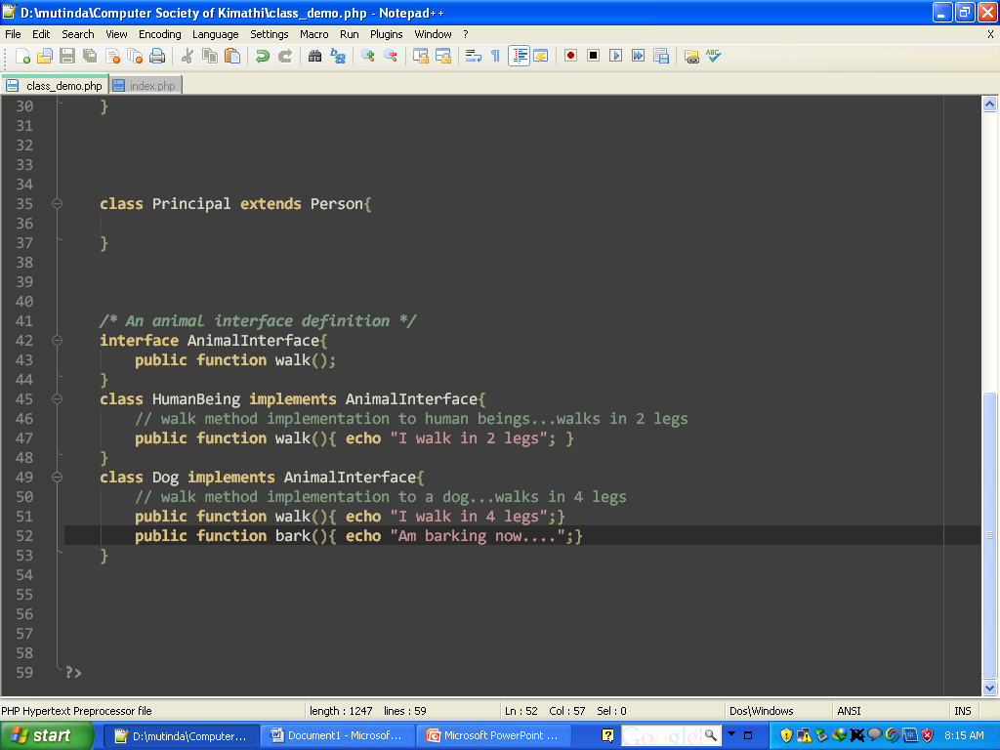 D:\mutinda\Computer Society of Kimathi\class_demo.php - Notepad++
File Edit Search View Encoding Language Settings Macro Run Plugins Window ? X
class_demo.php index.php
30 }
31
32
33
34
35 class Principal extends Person{
36
37 }
38
39
40
41 /* An animal interface definition */
42 interface AnimalInterface{
43 public function walk();
44 }
45 class HumanBeing implements AnimalInterface{
46 // walk method implementation to human beings...walks in 2 legs
47 public function walk(){ echo "I walk in 2 legs"; }
48 }
49 class Dog implements AnimalInterface{
50 // walk method implementation to a dog...walks in 4 legs
51 public function walk(){ echo "I walk in 4 legs";}
52 public function bark(){ echo "Am barking now....";}
53 }
54
55
56
57
58
59 ?>
PHP Hypertext Preprocessor file length : 1247 lines : 59 Ln : 52 Col : 57 Sel : 0 Dos\Windows ANSI INS
start D:\mutinda\Computer... Document1 - Microsof... Microsoft PowerPoint ... Google 8:15 AM